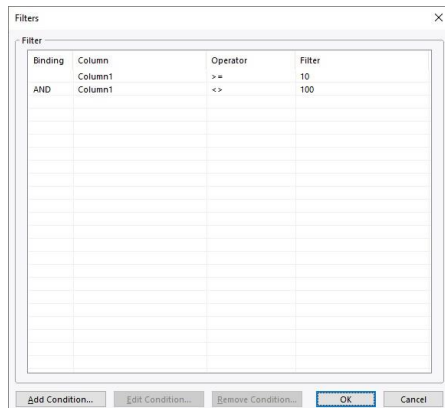 Filters
Filter
Binding Column Operator Filter
Column1 >= 10
AND Column1 <> 100
Add Condition... Edit Condition... Remove Condition... OK Cancel